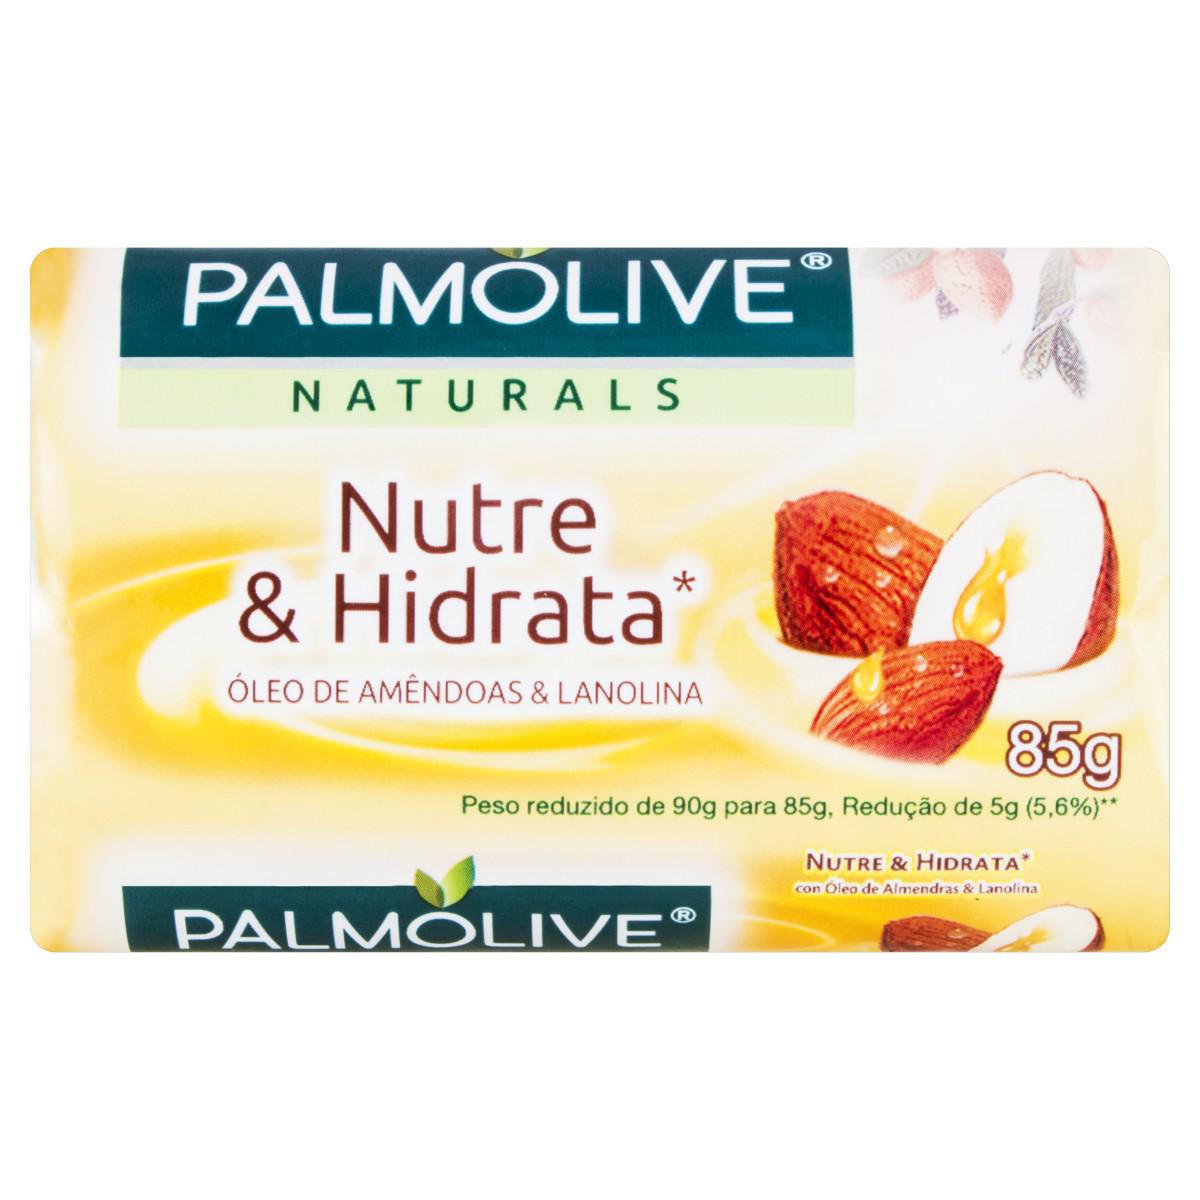 PALMOLIVE®
NATURALS
Nutre
& Hidrata*
ÓLEO DE AMÊNDOAS & LANOLINA
85g
Peso reduzido de 90g para 85g, Redução de 5g (5,6%)**
NUTRE & HIDRATA*
con Óleo de Almendras & Lanolina
PALMOLIVE®